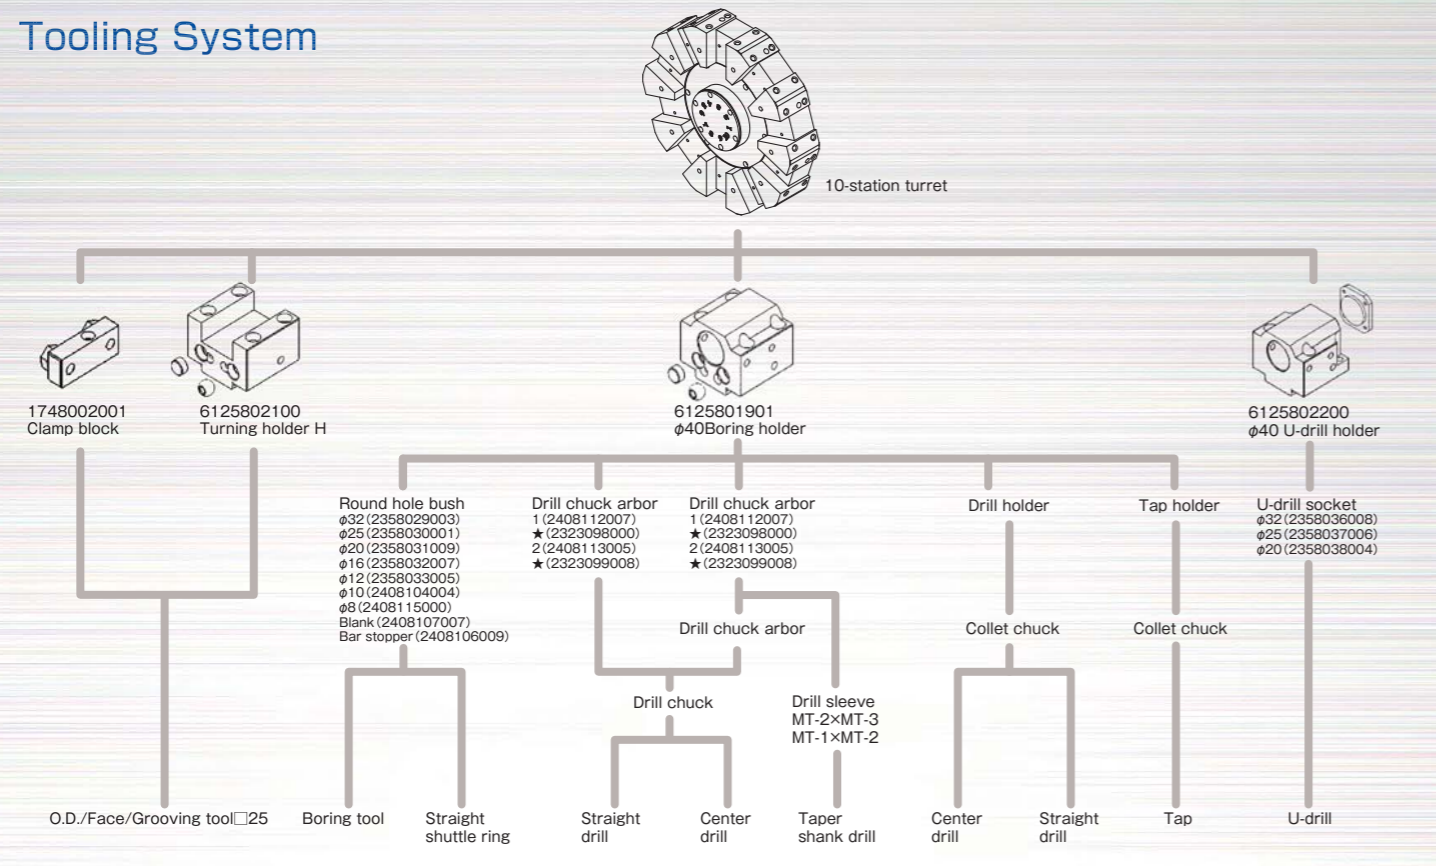 Tooling System
10-station turret
1748002001
Clamp block
6125802100
Turning holder H
6125801901
φ40Boring holder
6125802200
φ40 U-drill holder
Round hole bush
φ32(2358029003)
φ25(2358030001)
φ20(2358031009)
φ16(2358032007)
φ12(2358033005)
φ10(2408104004)
φ8(2408115000)
Blank(2408107007)
Bar stopper(2408106009)
Drill chuck arbor
1(2408112007)
★(2323098000)
2(2408113005)
★(2323099008)
Drill chuck arbor
1(2408112007)
★(2323098000)
2(2408113005)
★(2323099008)
Drill holder
Tap holder
U-drill socket
φ32(2358036008)
φ25(2358037006)
φ20(2358038004)
Drill chuck arbor
Collet chuck
Collet chuck
Drill chuck
Drill sleeve
MT-2×MT-3
MT-1×MT-2
O.D./Face/Grooving tool□25
Boring tool
Straight
shuttle ring
Straight
drill
Center
drill
Taper
shank drill
Center
drill
Straight
drill
Tap
U-drill